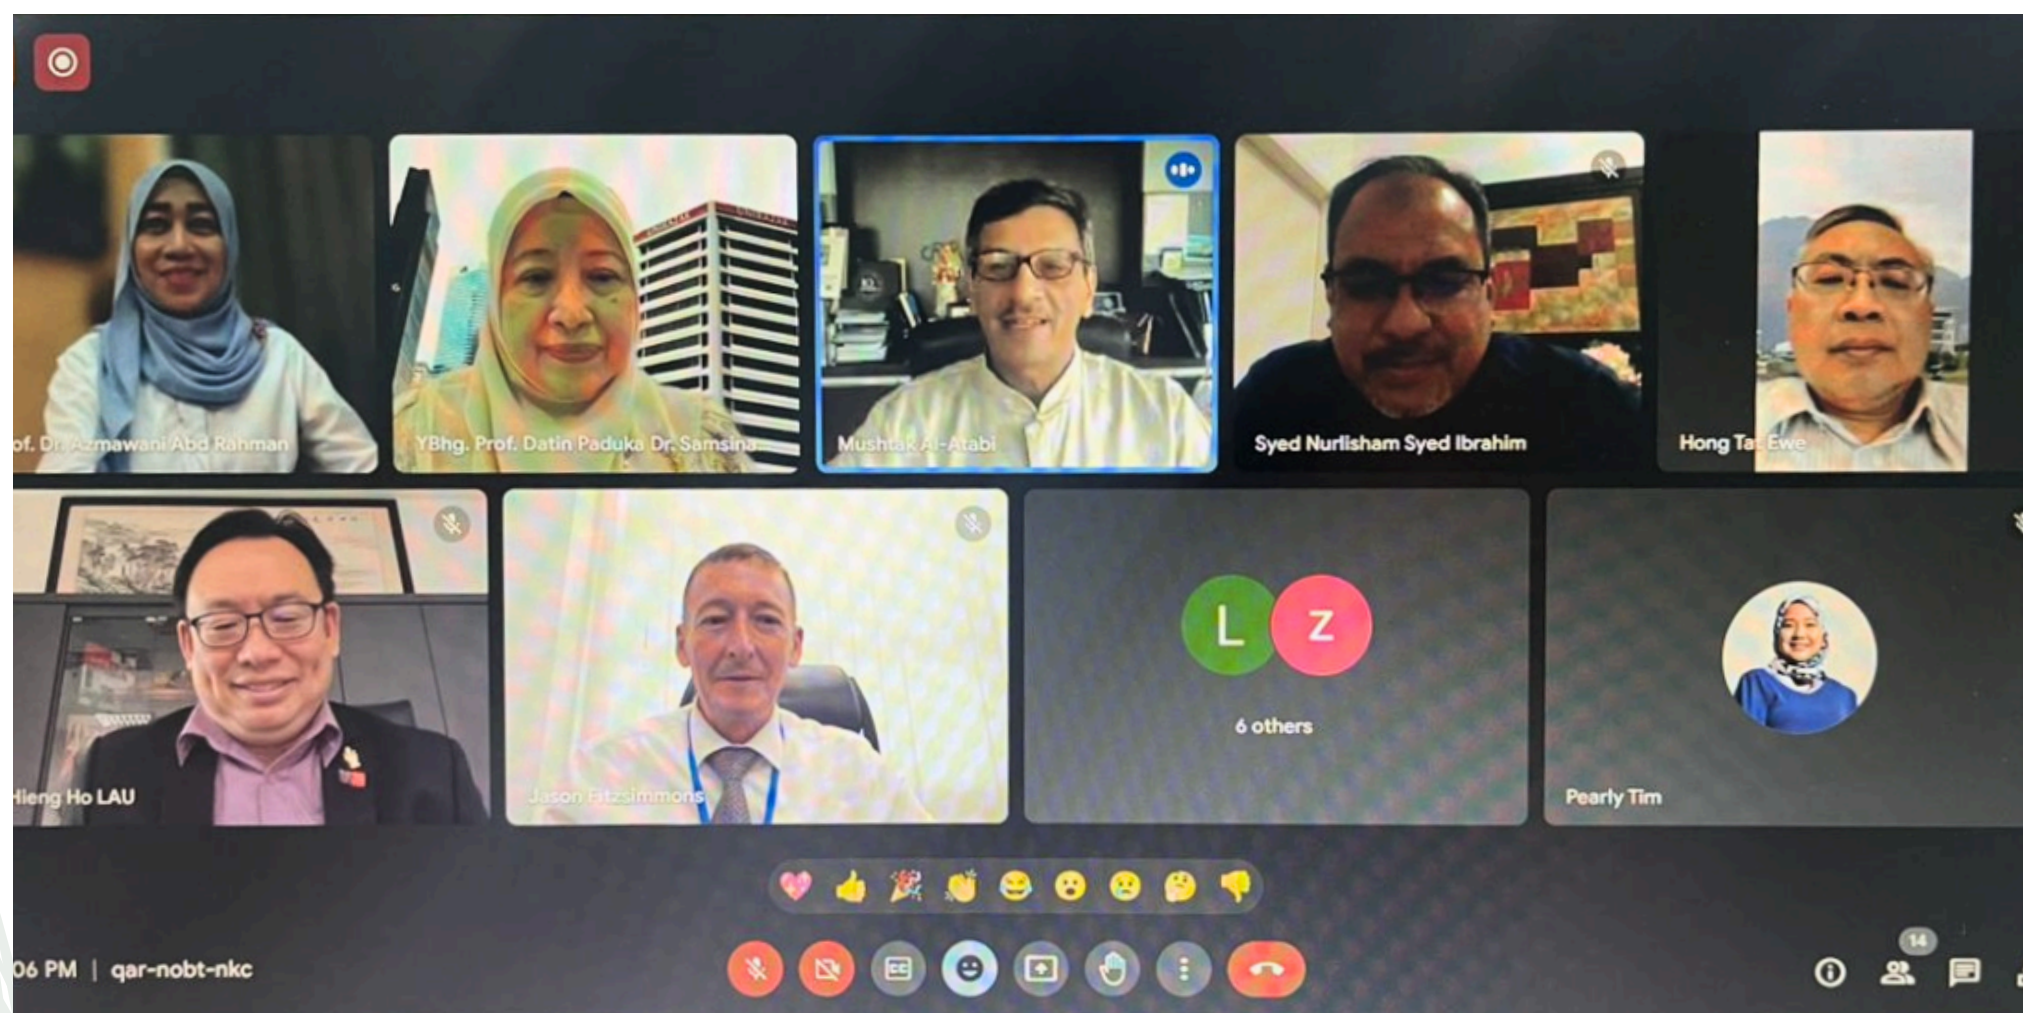 of. Dr. Azmawani Abd Rahman
YBhg. Prof. Datin Paduka Dr. Samsina...
Mushtak Al-Atabi
Syed Nurlisham Syed Ibrahim
Hong Tat Ewe
Hieng Ho LAU
Jason Fitzsimmons
L
Z
6 others
Pearly Tim
CC
06 PM | qar-nobt-nkc
14